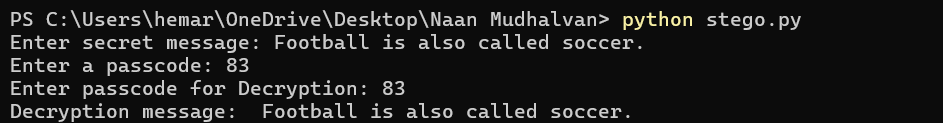 PS C:\Users\hemar\OneDrive\Desktop\Naan Mudhalvan> python stego.py
Enter secret message: Football is also called soccer.
Enter a passcode: 83
Enter passcode for Decryption: 83
Decryption message:  Football is also called soccer.